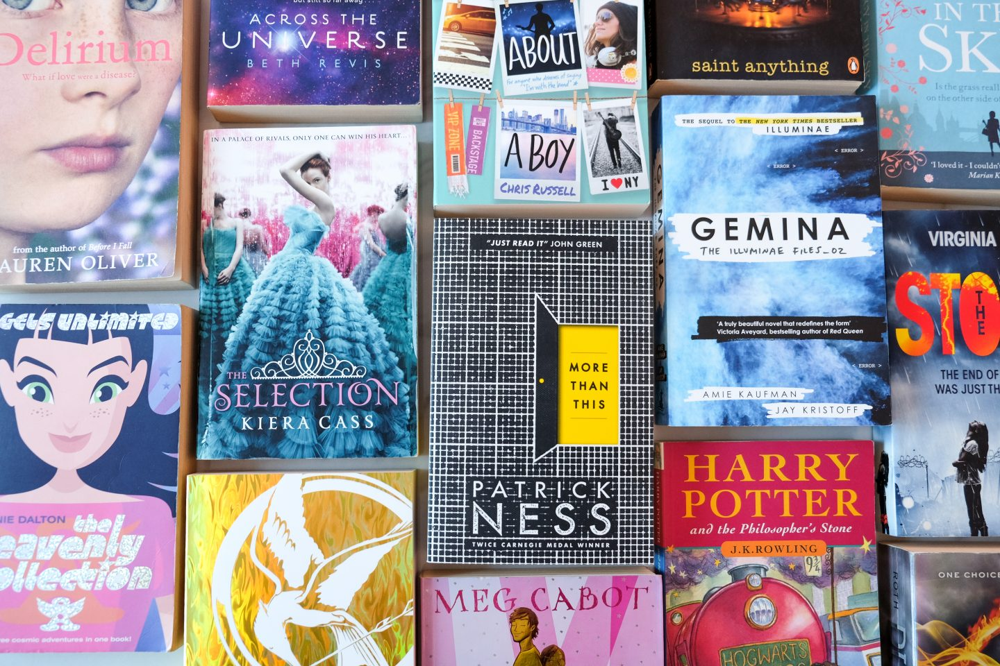 Delirium
What if love were a disease?
from the author of Before I Fall
AUREN OLIVER
GELS UNLIMITED
NIE DALTON
the
eavenly
ollection
ree cosmic adventures in one book!
but still so far away...
ACROSS THE
UNIVERSE
BETH REVIS
IN A PALACE OF RIVALS, ONLY ONE CAN WIN HIS HEART...
THE
SELECTION
KIERA CASS
ABOUT
For anyone who dreams of saying
"I'm with the band"
VIP ZONE
BACKSTAGE
A BOY
CHRIS RUSSELL
I ♥ NY
"JUST READ IT" JOHN GREEN
MORE
THAN
THIS
PATRICK
NESS
TWICE CARNEGIE MEDAL WINNER
MEG CABOT
saint anything
GEMINA
THE SEQUEL TO THE NEW YORK TIMES BESTSELLER
ILLUMINAE
< ERROR >
< ERROR >
GEMINA
THE ILLUMINAE FILES_02
'A truly beautiful novel that redefines the form'
Victoria Aveyard, bestselling author of Red Queen
< ERROR >
AMIE KAUFMAN
JAY KRISTOFF
HARRY
POTTER
and the Philosopher's Stone
J.K.ROWLING
9¾
HOGWARTS
IN TH
SK
Is the grass reall
on the other side of
'I loved it - I couldn't
Marian K
VIRGINIA
STO
THE
THE END OF
WAS JUST TH
ROTH
DI
ONE CHOICE